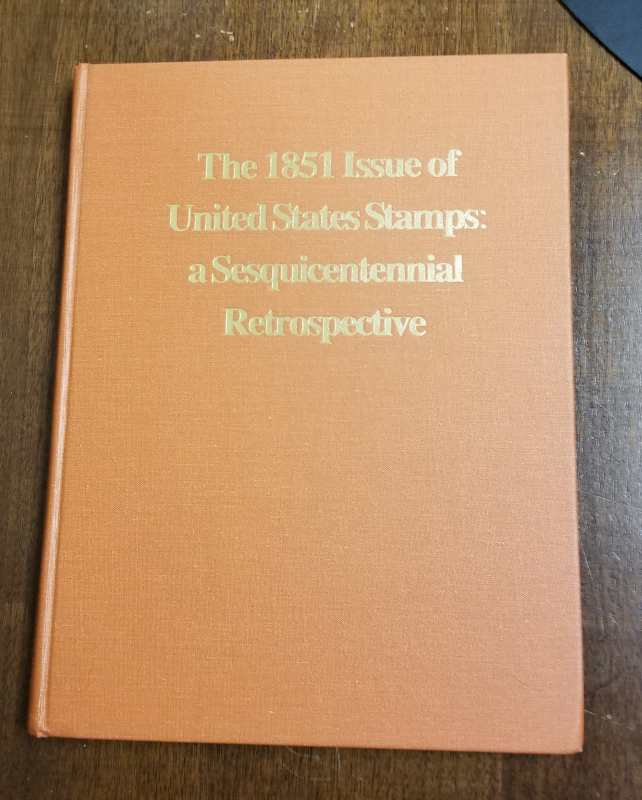 The 1851 Issue of
United States Stamps:
a Sesquicentennial
Retrospective